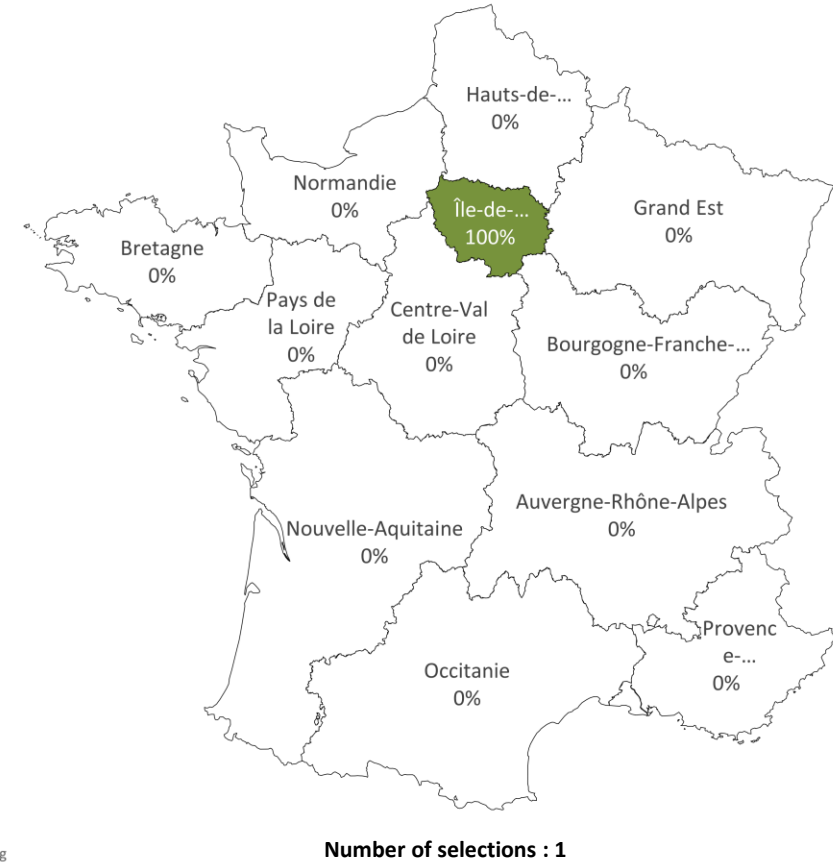 Hauts-de-...
0%
Normandie
0%
Île-de-...
100%
Grand Est
0%
Bretagne
0%
Pays de
la Loire
0%
Centre-Val
de Loire
0%
Bourgogne-Franche-...
0%
Auvergne-Rhône-Alpes
0%
Nouvelle-Aquitaine
0%
Provenc
e-...
0%
Occitanie
0%
g
Number of selections : 1